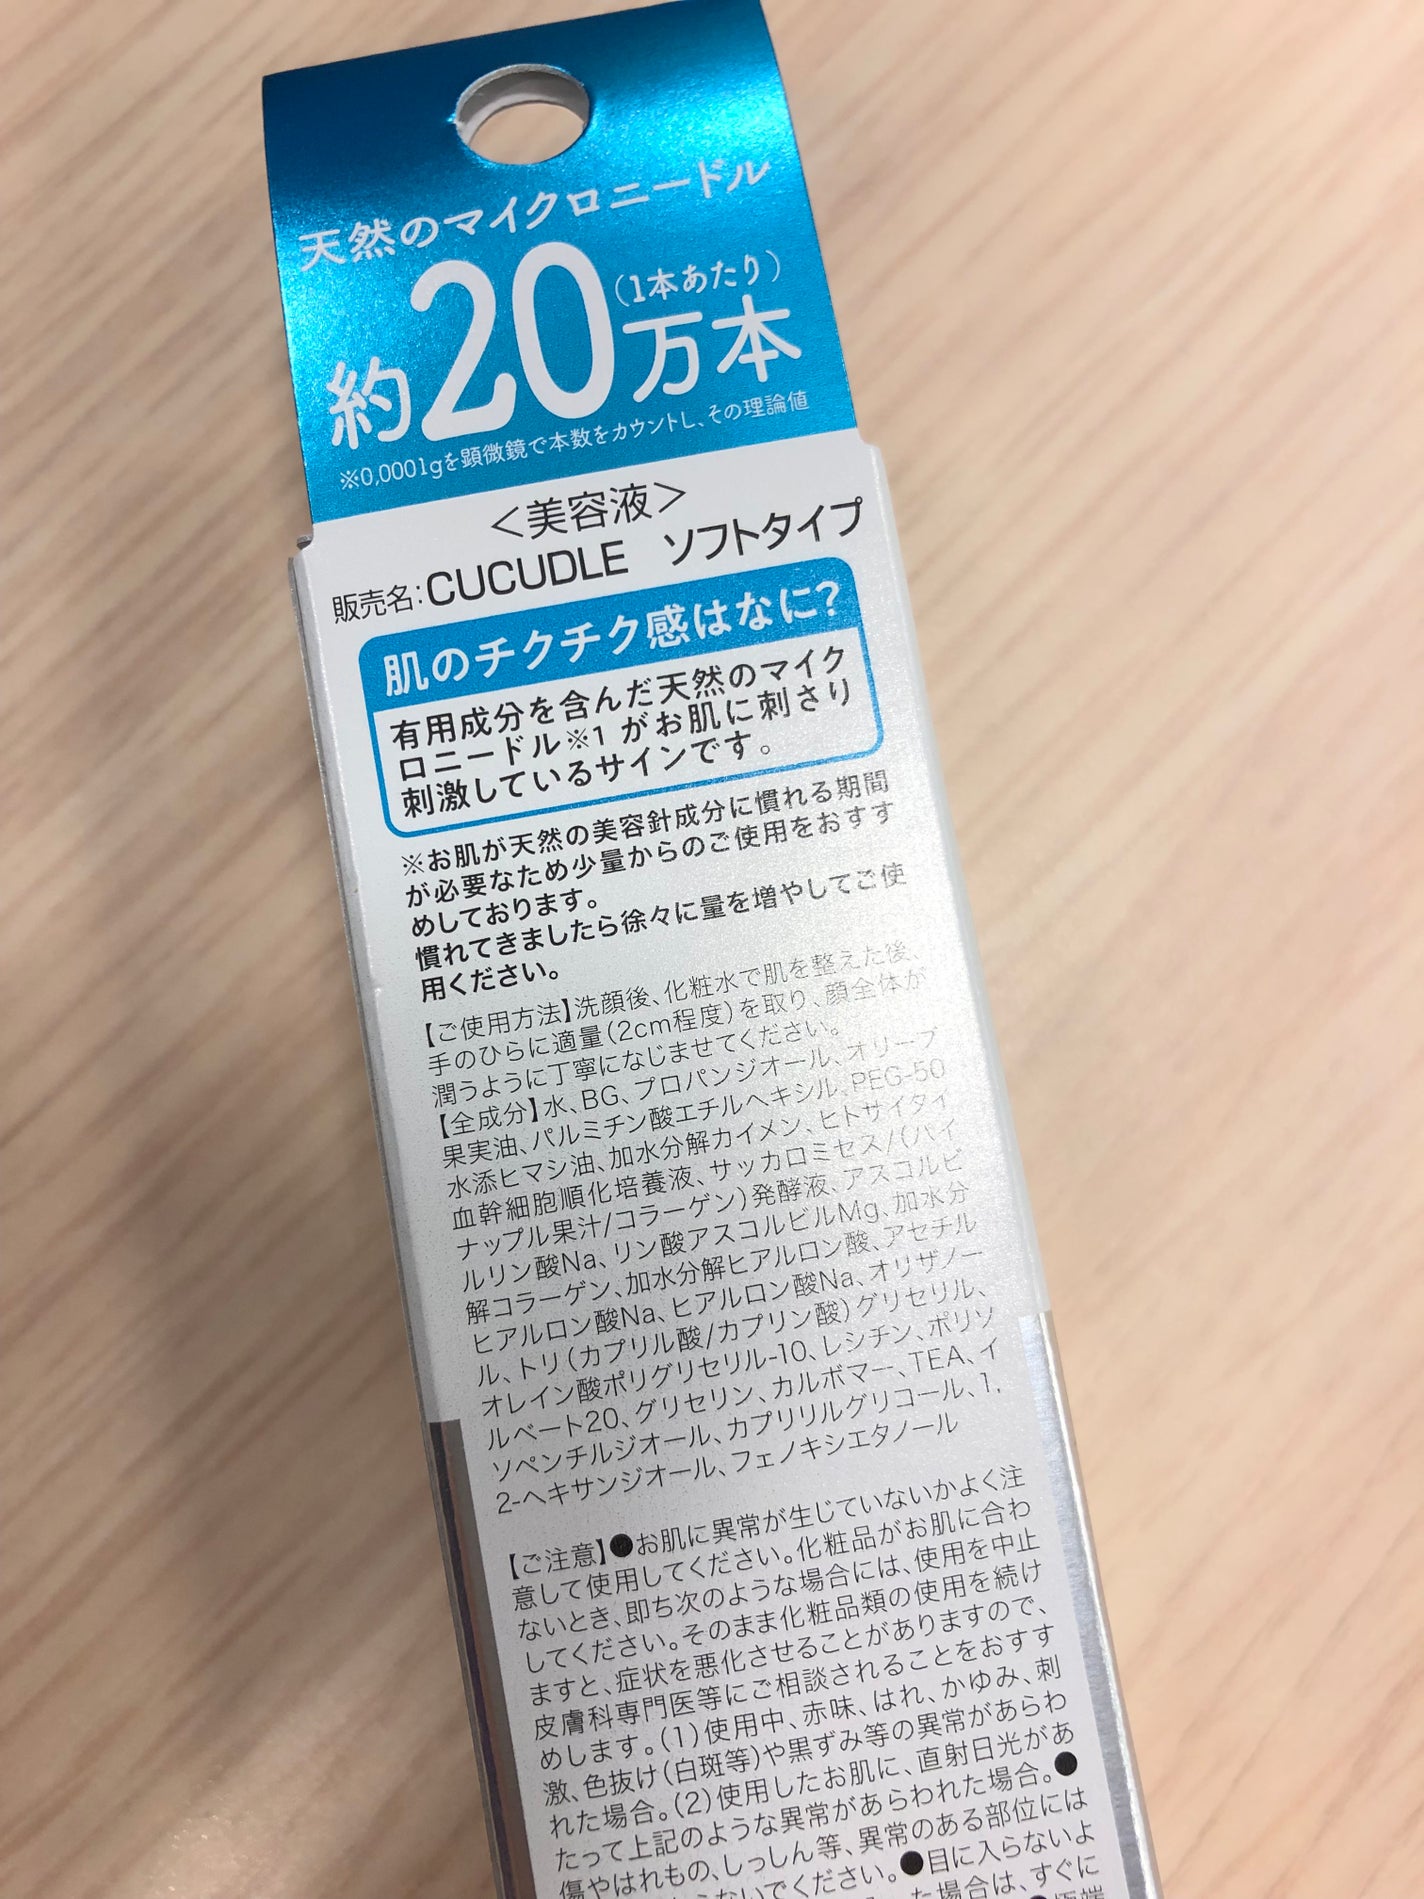 天然のマイクロニードル
約20万本(1本あたり)
※0,0001gを顕微鏡で本数をカウントし、その理論値
<美容液>
販売名:CUCUDLE ソフトタイプ
肌のチクチク感はなに?
有用成分を含んだ天然のマイク
ロニードル※1 がお肌に刺さり
刺激しているサインです。
※お肌が天然の美容針成分に慣れる期間
が必要なため少量からのご使用をおすす
めしております。
慣れてきましたら徐々に量を増やしてご使
用ください。
【ご使用方法】洗顔後、化粧水で肌を整えた後、
手のひらに適量(2cm程度)を取り、顔全体が
潤うように丁寧になじませてください。
【全成分】水、BG、プロパンジオール、オリーブ
果実油、パルミチン酸エチルヘキシル、PEG-50
水添ヒマシ油、加水分解カイメン、ヒトサイタイ
血幹細胞順化培養液、サッカロミセス/(パイ
ナップル果汁/コラーゲン)発酵液、アスコルビ
ルリン酸Na、リン酸アスコルビルMg、加水分
解コラーゲン、加水分解ヒアルロン酸、アセチル
ヒアルロン酸Na、ヒアルロン酸Na、オリザノー
ル、トリ(カプリル酸/カプリン酸)グリセリル、
オレイン酸ポリグリセリル-10、レシチン、ポリソ
ルベート20、グリセリン、カルボマー、TEA、イ
ソペンチルジオール、カプリリルグリコール、1,
2-ヘキサンジオール、フェノキシエタノール
【ご注意】●お肌に異常が生じていないかよく注
意して使用してください。化粧品がお肌に合わ
ないとき、即ち次のような場合には、使用を中止
してください。そのまま化粧品類の使用を続け
ますと、症状を悪化させることがありますので、
皮膚科専門医等にご相談されることをおすす
めします。(1)使用中、赤味、はれ、かゆみ、刺
激、色抜け(白斑等)や黒ずみ等の異常があらわ
れた場合。(2)使用したお肌に、直射日光があ
たって上記のような異常があらわれた場合。●
傷やはれもの、しっしん等、異常のある部位には
ないでください。●目に入らないよ
た場合は、すぐに